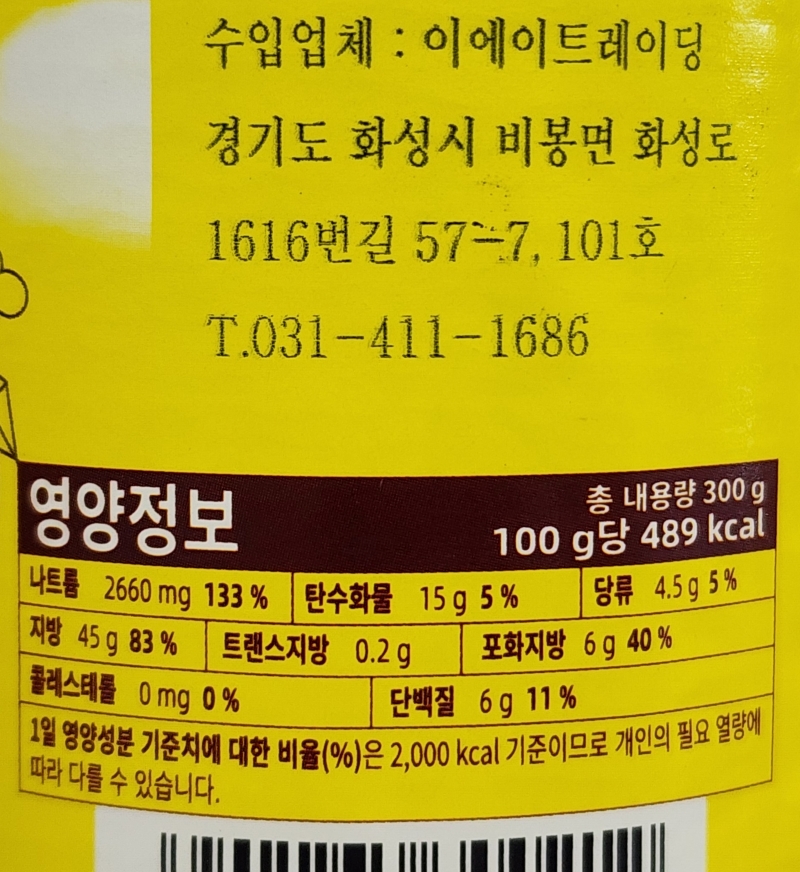 수입업체 : 이에이트레이딩
경기도 화성시 비봉면 화성로
1616번길 57-7, 101호
T.031-411-1686
영양정보
총 내용량 300 g
100 g당 489 kcal
나트륨 2660 mg 133 % 탄수화물 15 g 5 % 당류 4.5 g 5 %
지방 45 g 83 % 트랜스지방 0.2 g 포화지방 6 g 40 %
콜레스테롤 0 mg 0 % 단백질 6 g 11 %
1일 영양성분 기준치에 대한 비율(%)은 2,000 kcal 기준이므로 개인의 필요 열량에
따라 다를 수 있습니다.